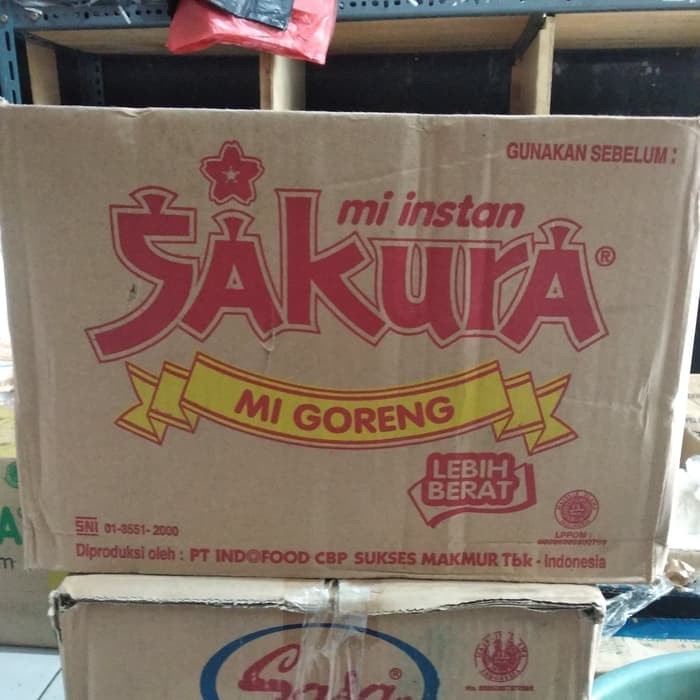 GUNAKAN SEBELUM :
mi instan
SAkurA®
MI GORENG
LEBIH
BERAT
SNI 01-3551-2000
LPPOM :
Diproduksi oleh : PT INDOFOOD CBP SUKSES MAKMUR Tbk - Indonesia
A
m